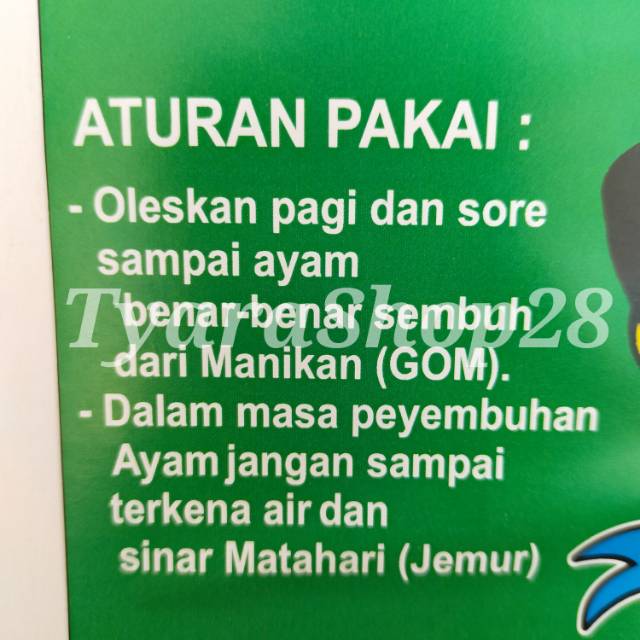 ATURAN PAKAI :
- Oleskan pagi dan sore
sampai ayam
benar-benar sembuh
dari Manikan (GOM).
- Dalam masa peyembuhan
Ayam jangan sampai
terkena air dan
sinar Matahari (Jemur)
TyaraShop28